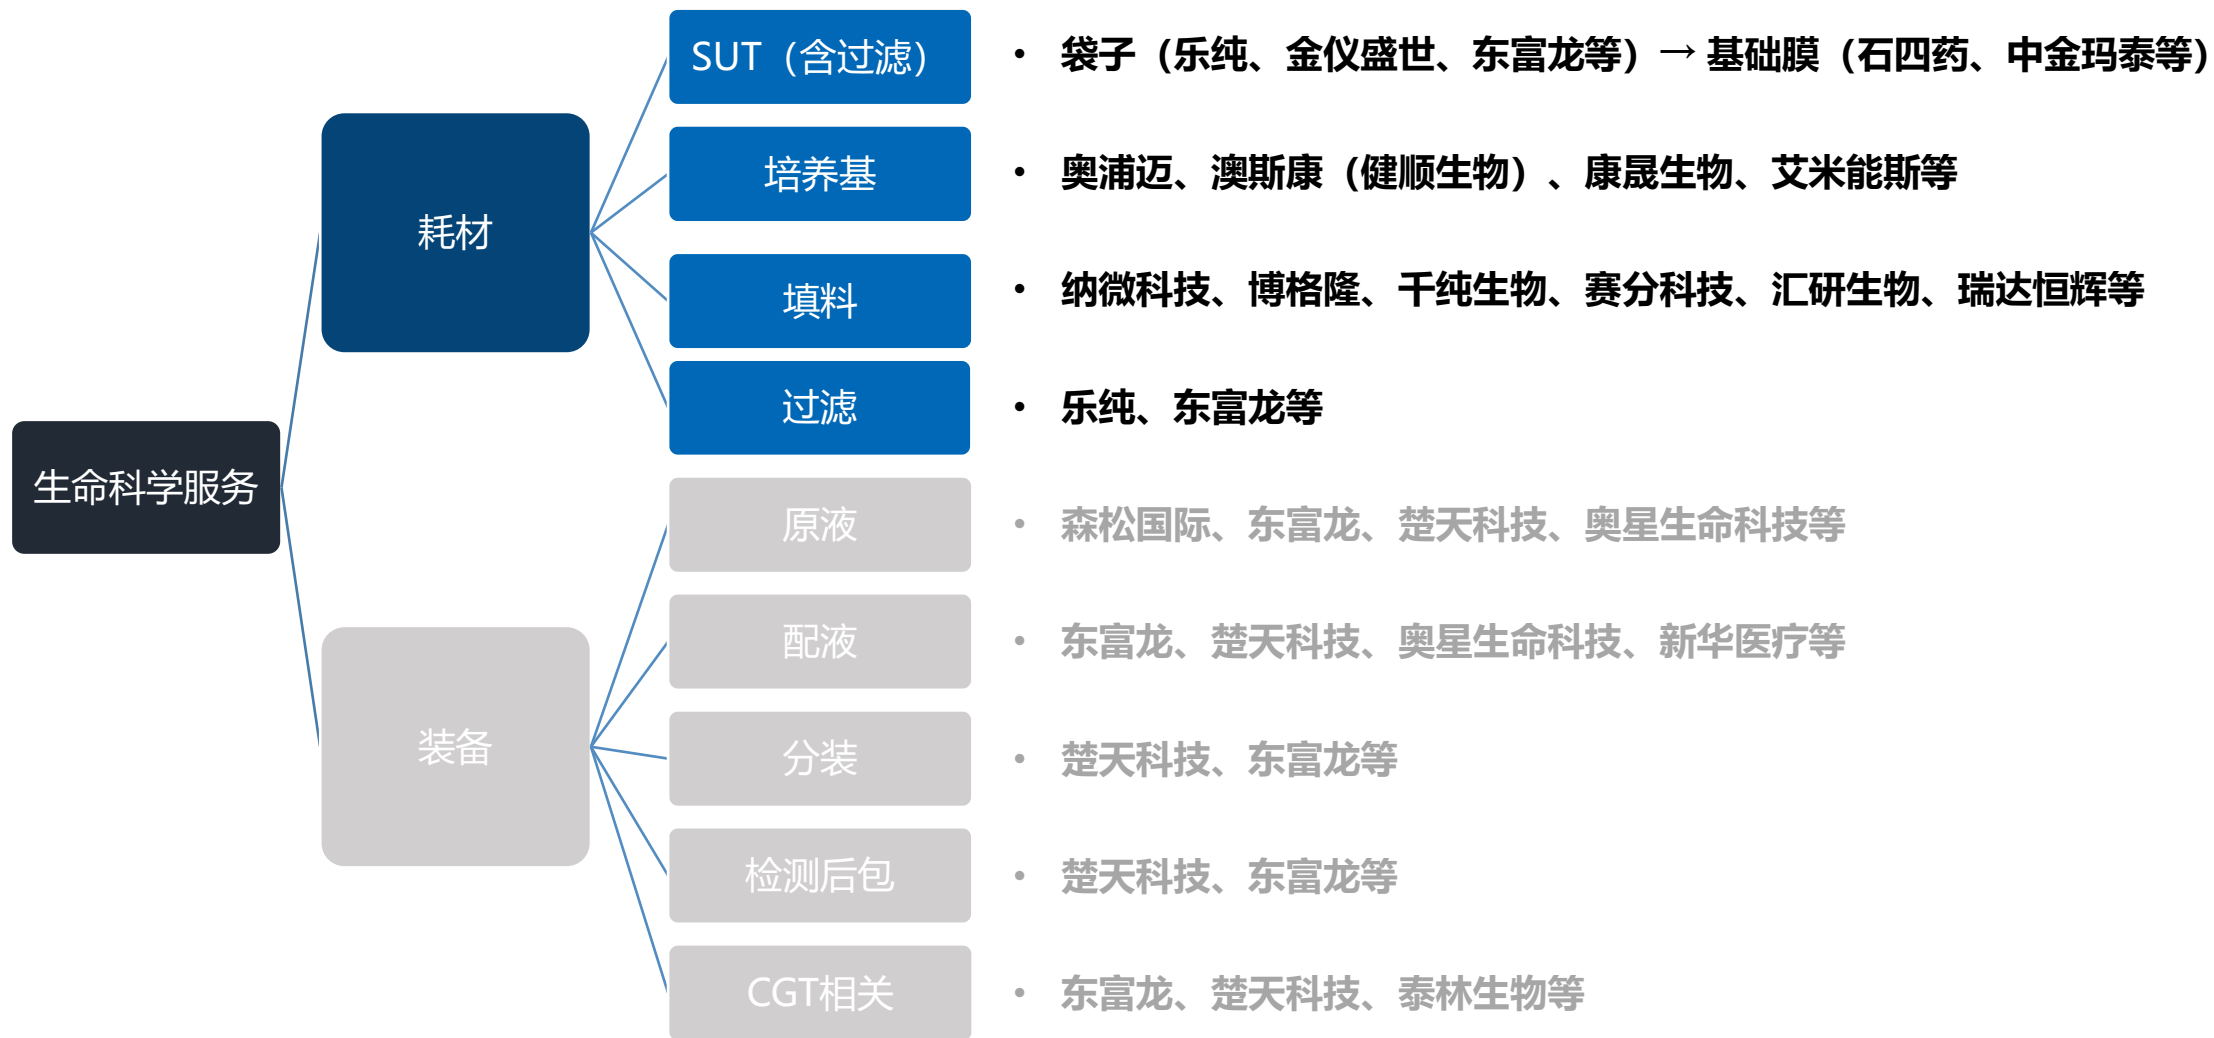 SUT（含过滤）
• 袋子（乐纯、金仪盛世、东富龙等）→ 基础膜（石四药、中金玛泰等）
培养基
• 奥浦迈、澳斯康（健顺生物）、康晟生物、艾米能斯等
耗材
填料
• 纳微科技、博格隆、千纯生物、赛分科技、汇研生物、瑞达恒辉等
过滤
• 乐纯、东富龙等
生命科学服务
原液
• 森松国际、东富龙、楚天科技、奥星生命科技等
配液
• 东富龙、楚天科技、奥星生命科技、新华医疗等
装备
分装
• 楚天科技、东富龙等
检测后包
• 楚天科技、东富龙等
CGT相关
• 东富龙、楚天科技、泰林生物等